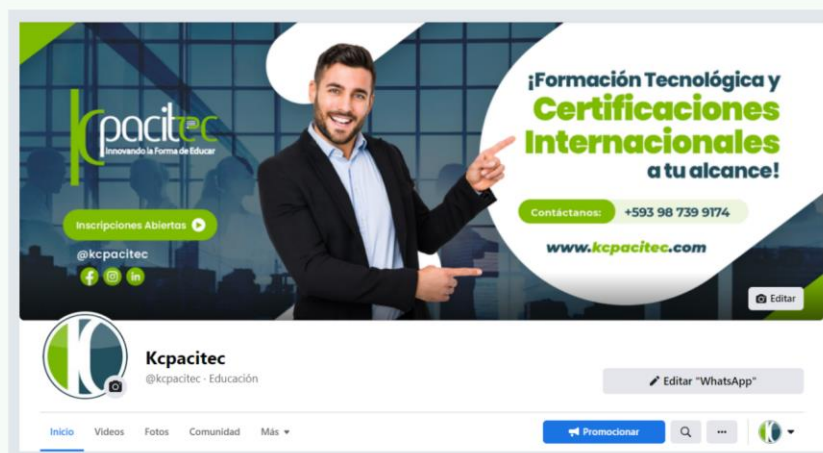 Kpacitec
Innovando la Forma de Educar
Inscripciones Abiertas
@kcpacitec
¡Formación Tecnológica y
Certificaciones
Internacionales
a tu alcance!
Contáctanos: +593 98 739 9174
www.kcpacitec.com
Editar
Kcpacitec
@kcpacitec · Educación
Editar "WhatsApp"
Inicio Videos Fotos Comunidad Más
Promocionar